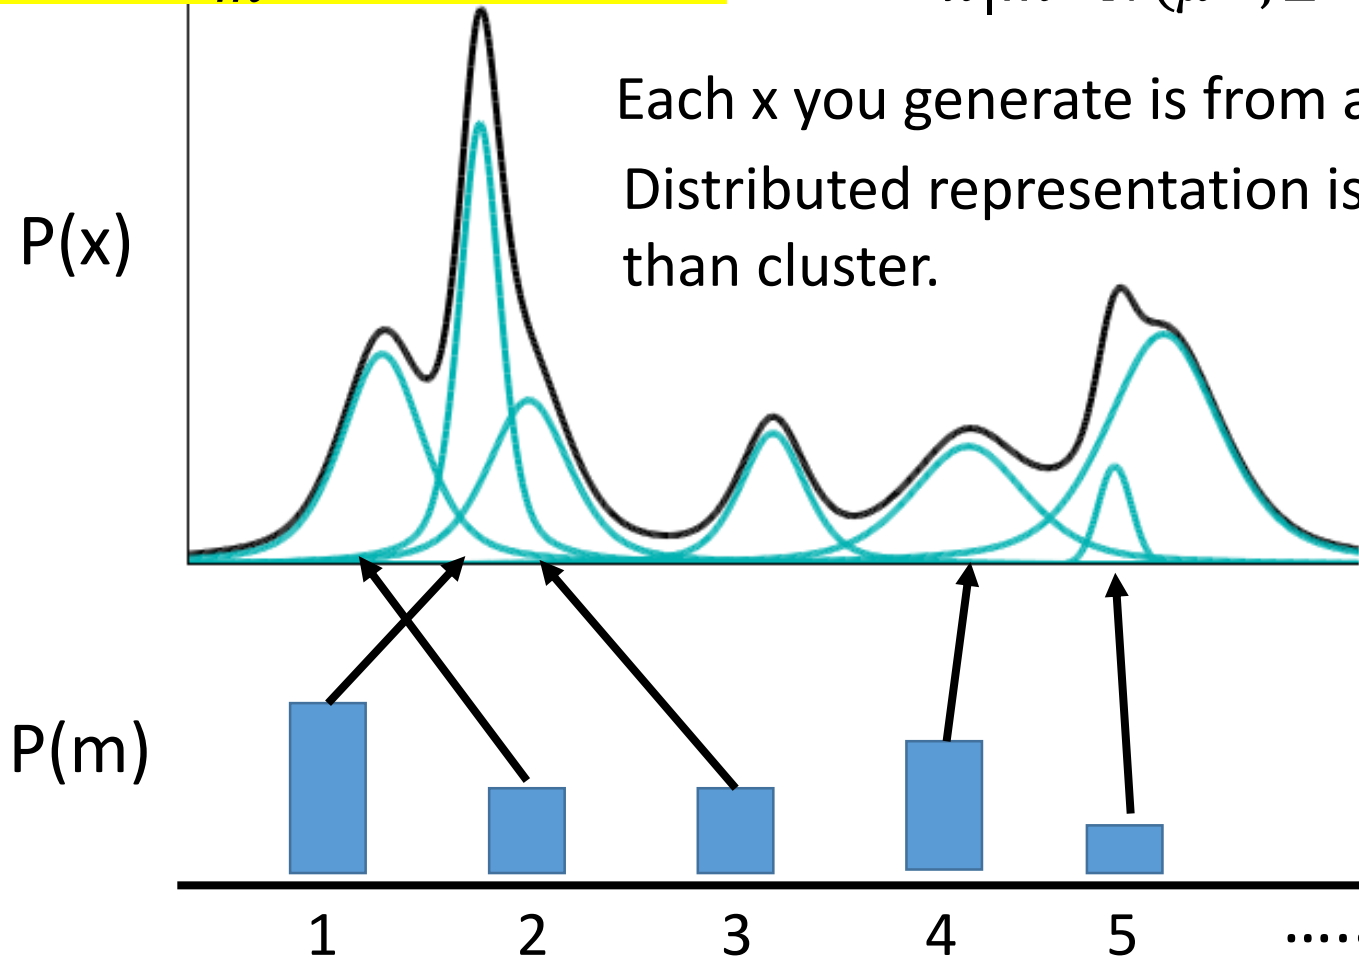 Each x you generate is from a
Distributed representation is
than cluster.
P(x)
P(m)
1 2 3 4 5 .....